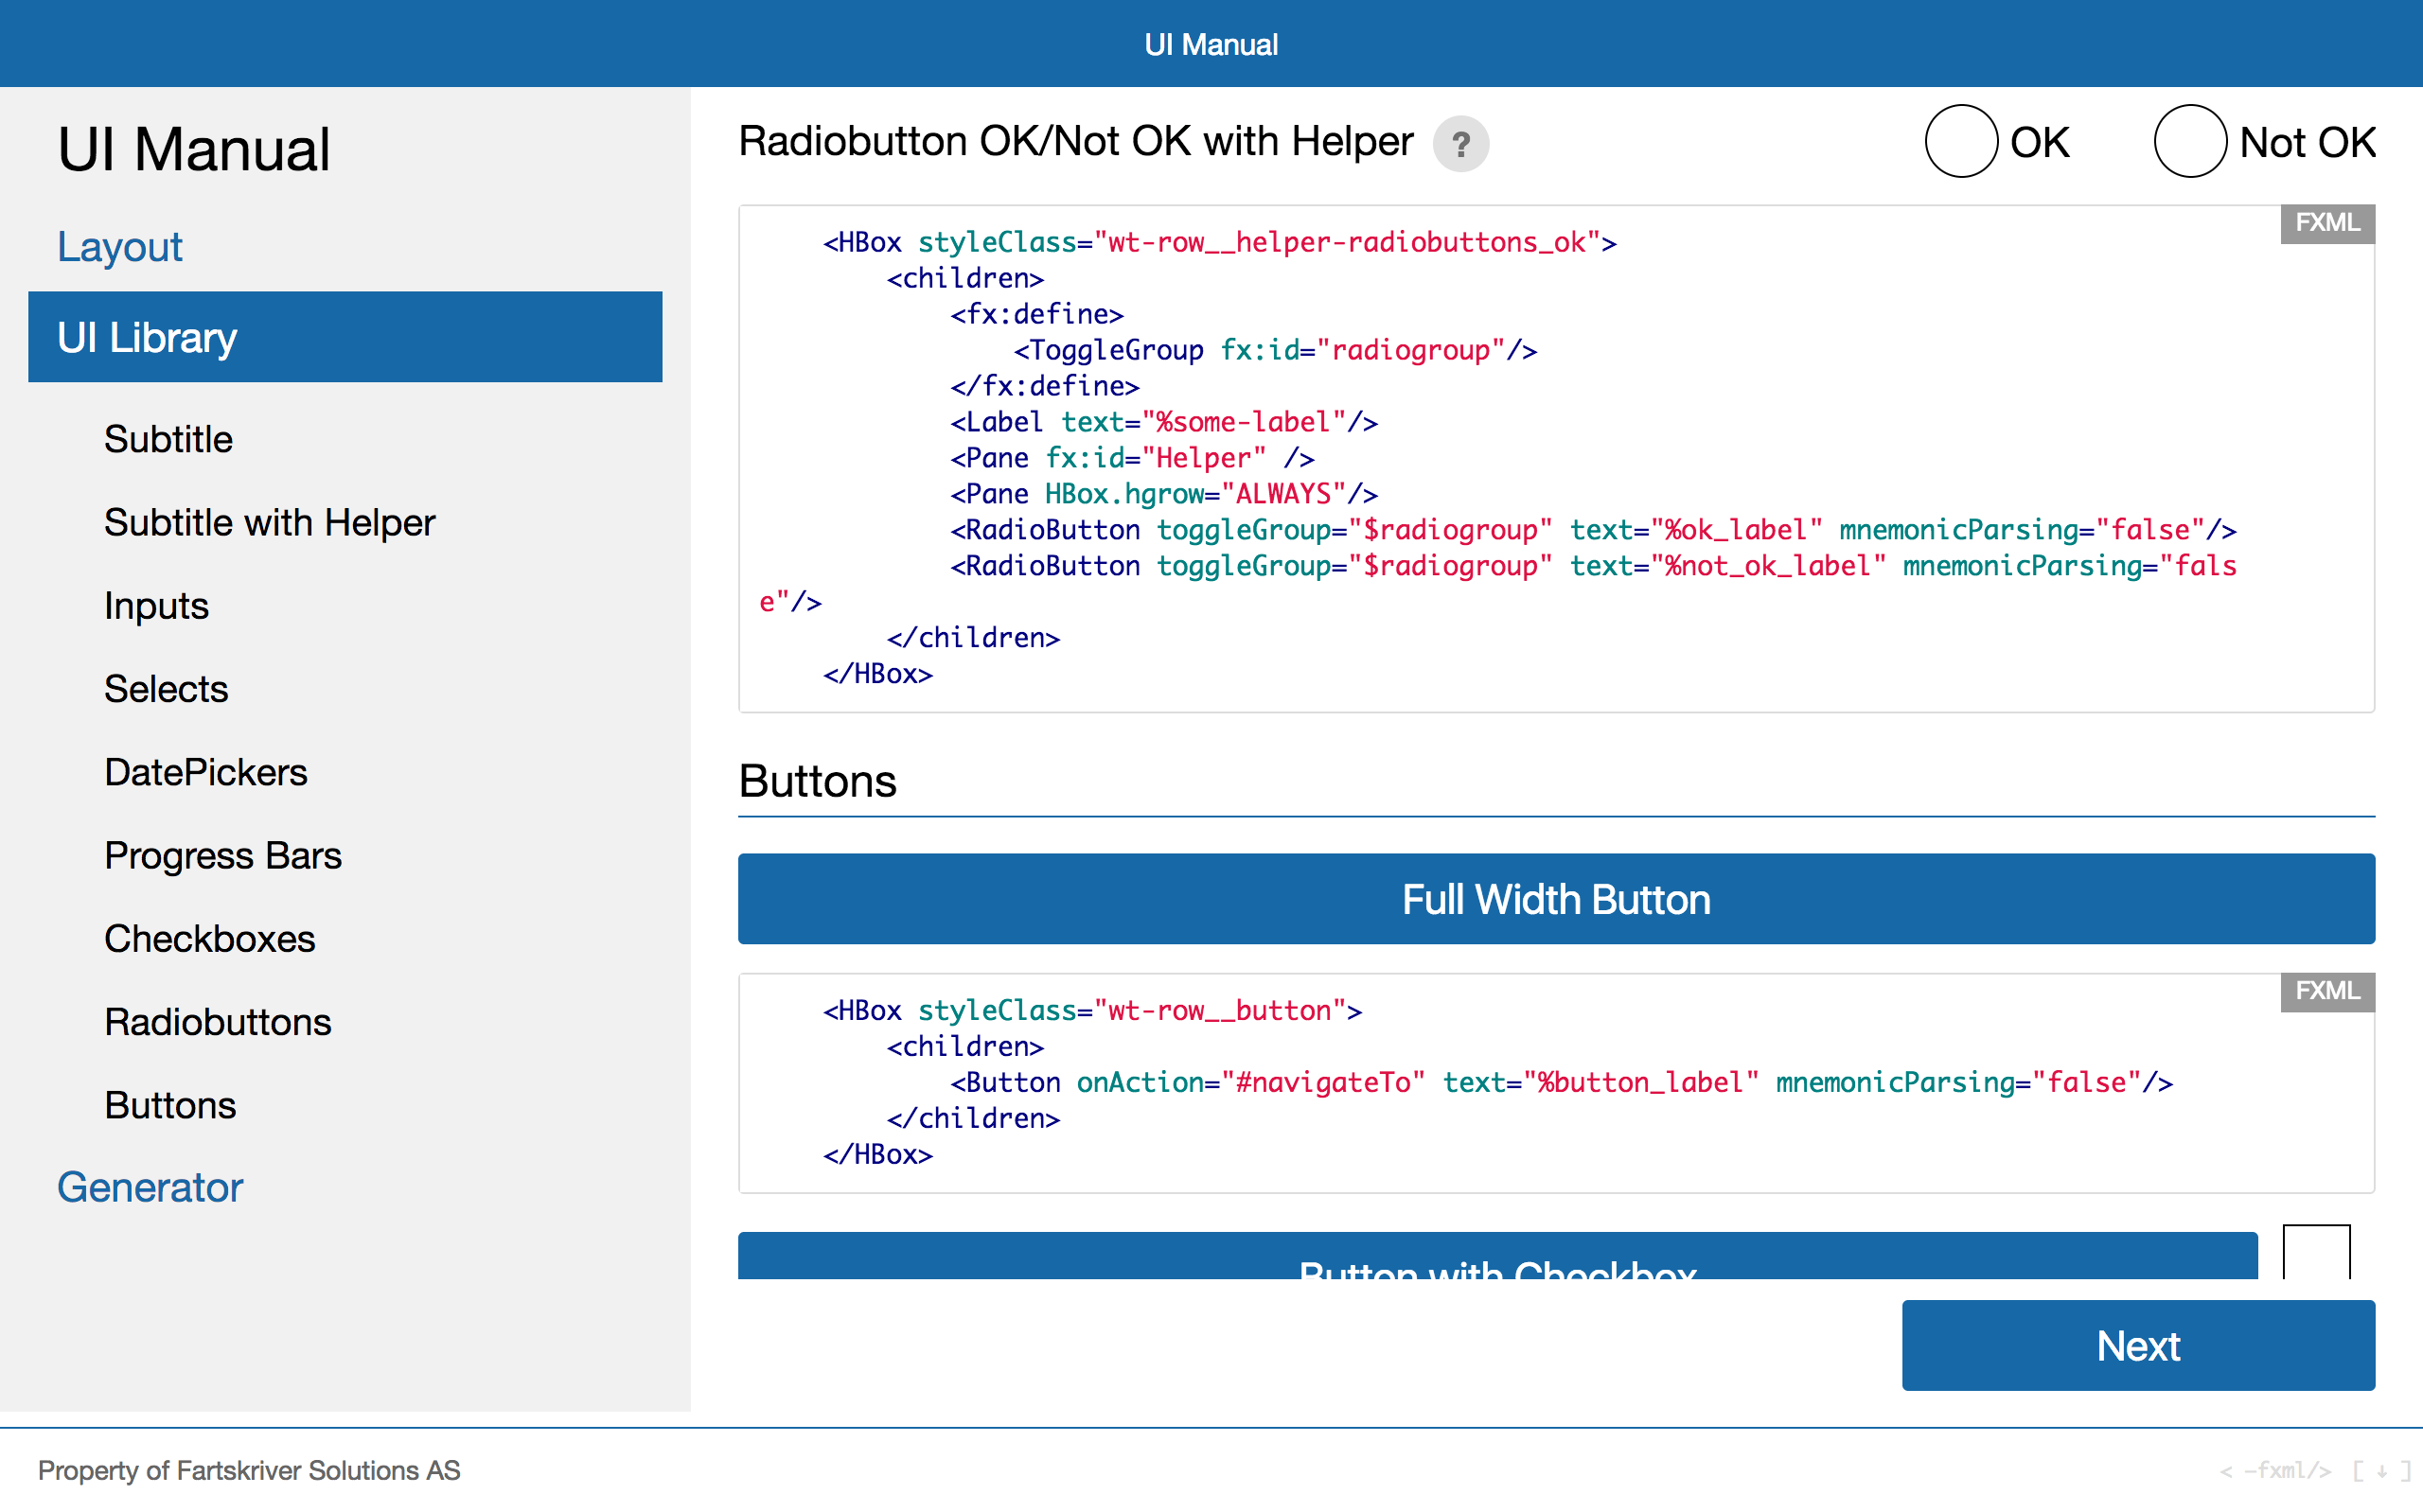 UI Manual
UI Manual
Layout
UI Library
Subtitle
Subtitle with Helper
Inputs
Selects
DatePickers
Progress Bars
Checkboxes
Radiobuttons
Buttons
Generator
Radiobutton OK/Not OK with Helper ? OK Not OK
FXML
<HBox styleClass="wt-row__helper-radiobuttons_ok">
<children>
<fx:define>
<ToggleGroup fx:id="radiogroup"/>
</fx:define>
<Label text="%some-label"/>
<Pane fx:id="Helper" />
<Pane HBox.hgrow="ALWAYS"/>
<RadioButton toggleGroup="$radiogroup" text="%ok_label" mnemonicParsing="false"/>
<RadioButton toggleGroup="$radiogroup" text="%not_ok_label" mnemonicParsing="fals
e"/>
</children>
</HBox>
Buttons
Full Width Button
FXML
<HBox styleClass="wt-row__button">
<children>
<Button onAction="#navigateTo" text="%button_label" mnemonicParsing="false"/>
</children>
</HBox>
Button with Checkbox
Next
Property of Fartskriver Solutions AS
< -fxml/> [ ↓ ]